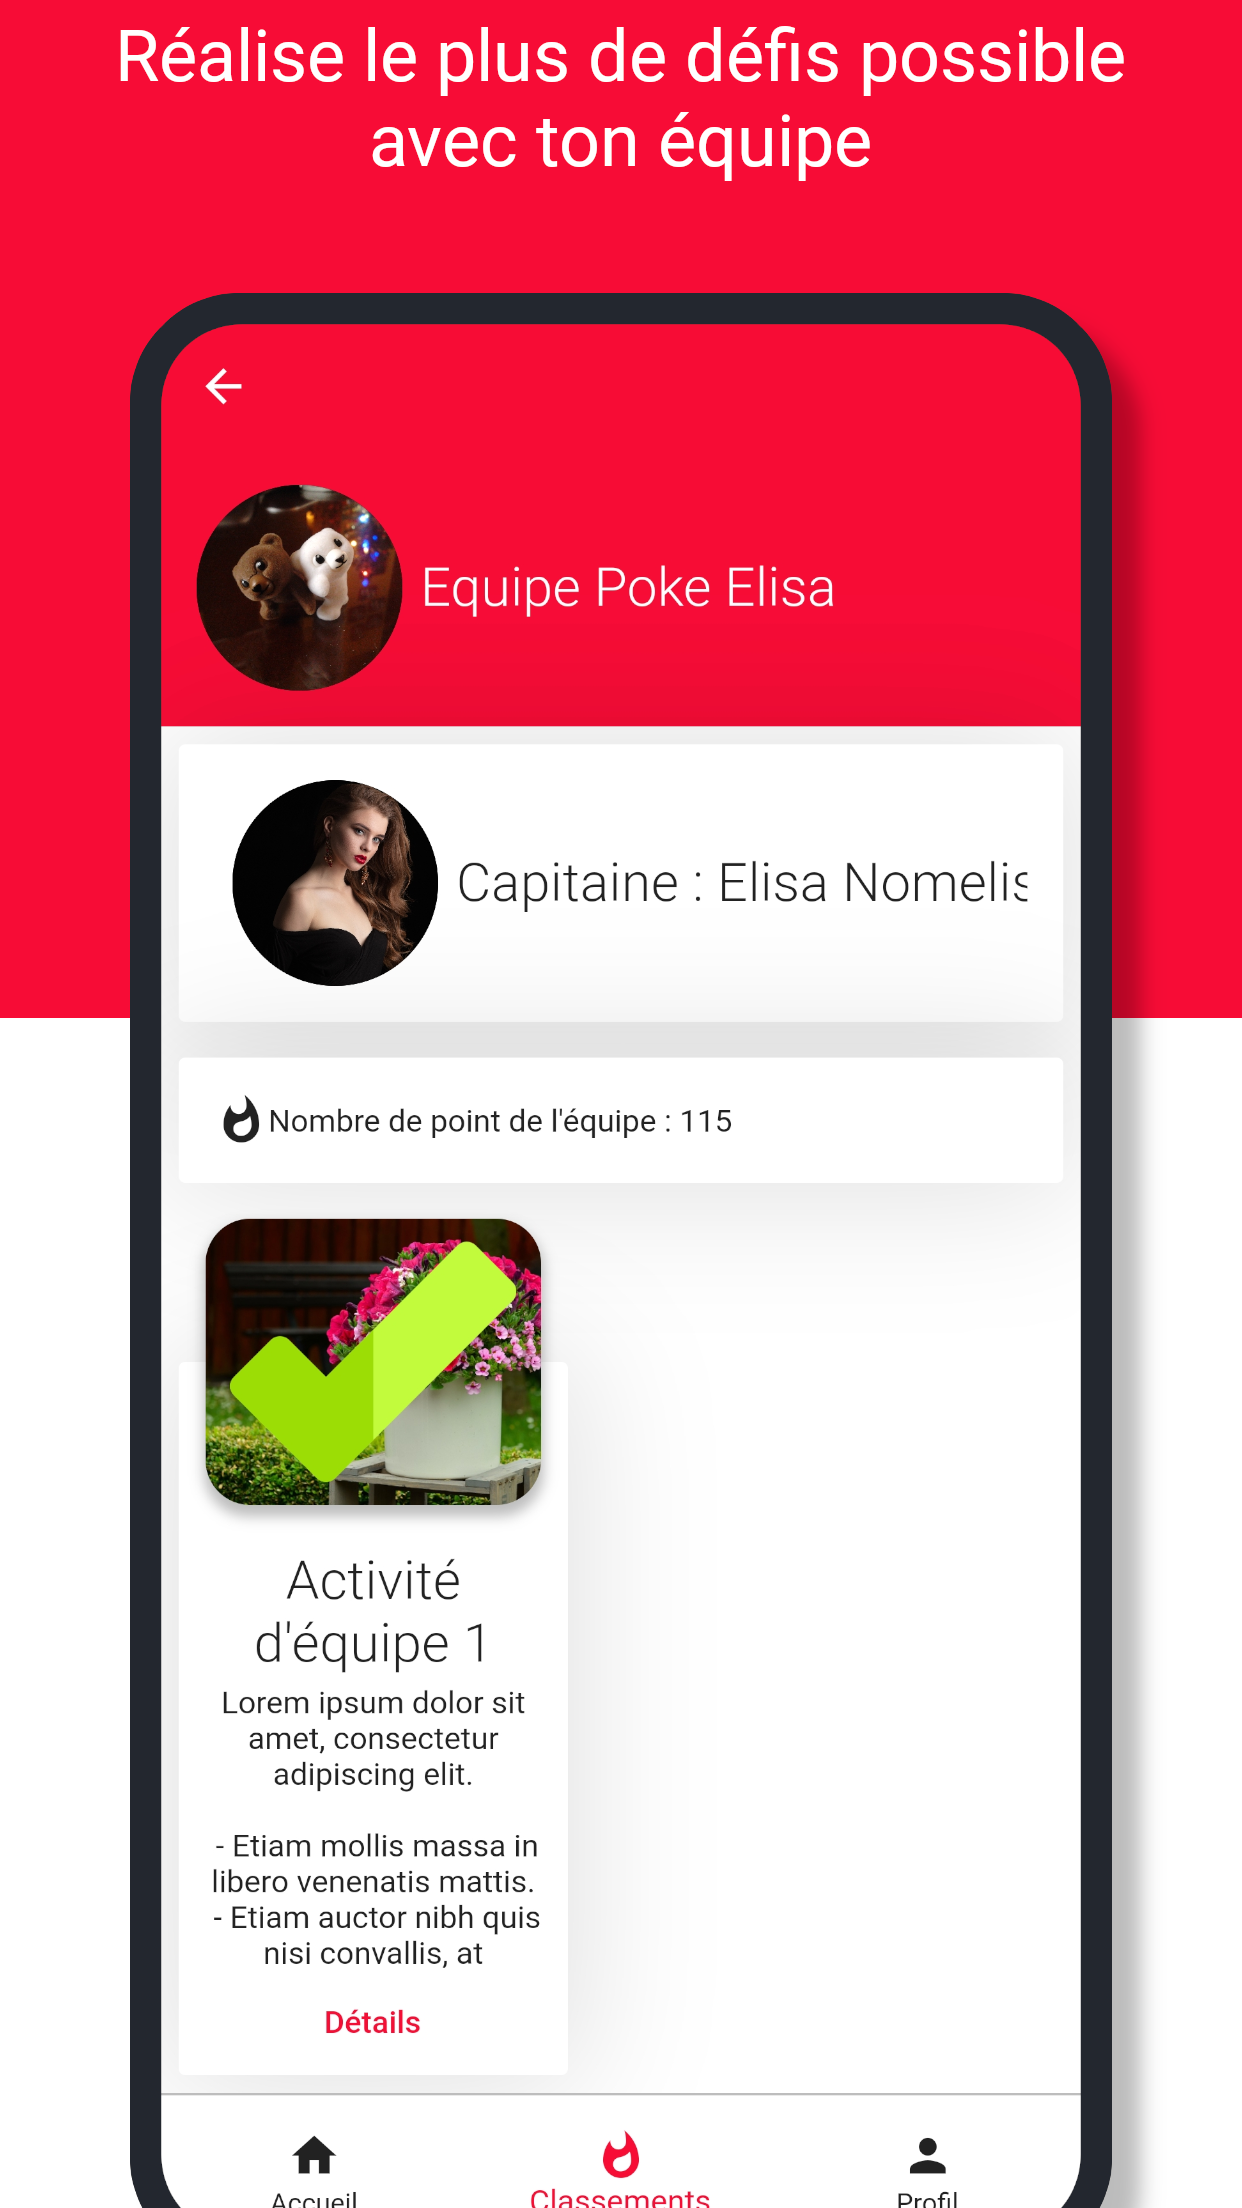 Réalise le plus de défis possible
avec ton équipe
Equipe Poke Elisa
Capitaine : Elisa Nomelis
Nombre de point de l'équipe : 115
Activité
d'équipe 1
Lorem ipsum dolor sit
amet, consectetur
adipiscing elit.
- Etiam mollis massa in
libero venenatis mattis.
- Etiam auctor nibh quis
nisi convallis, at
Détails
Accueil
Classements
Profil